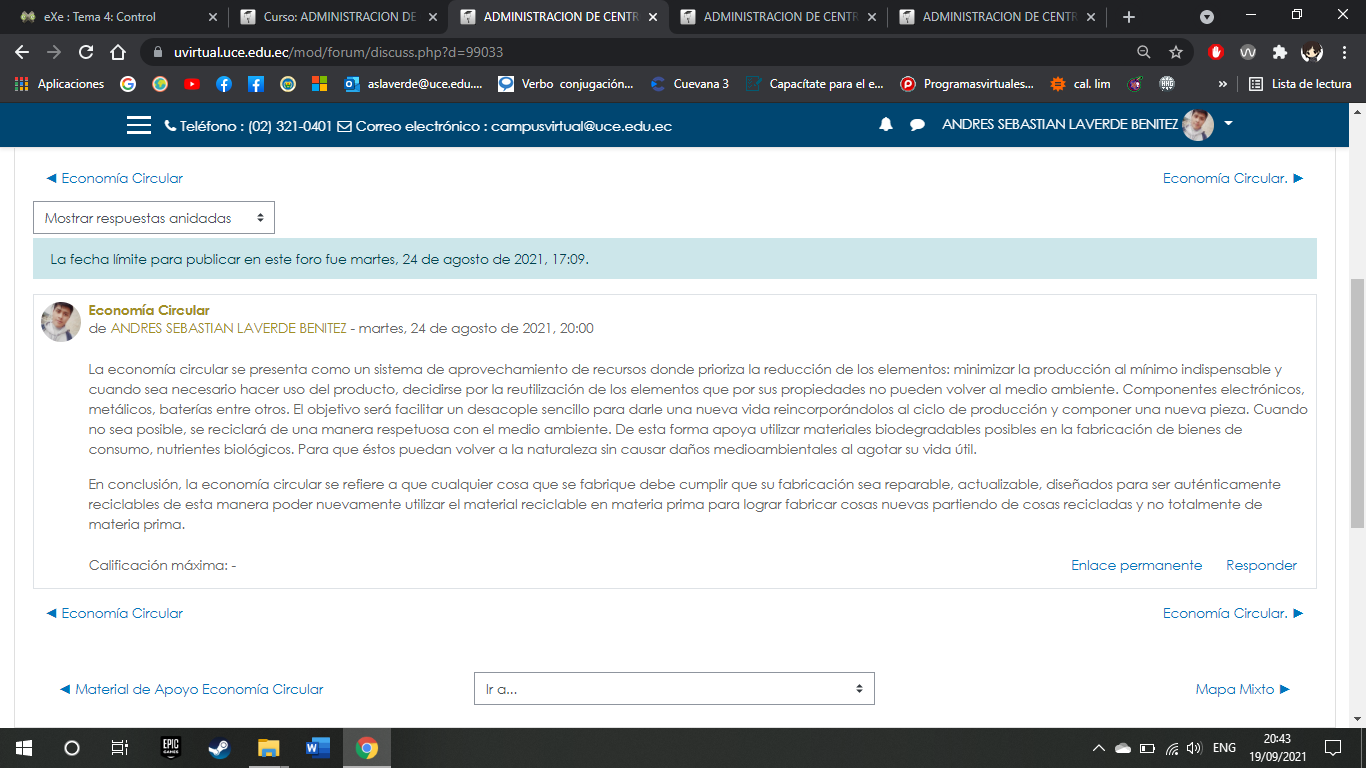 eXe : Tema 4: Control
Curso: ADMINISTRACION DE
ADMINISTRACION DE CENTR
ADMINISTRACION DE CENTR
ADMINISTRACION DE CENTR
uvirtual.uce.edu.ec/mod/forum/discuss.php?d=99033
Aplicaciones
aslaverde@uce.edu....
Verbo conjugación...
Cuevana 3
Capacítate para el e...
Programasvirtuales...
cal. lim
»
Lista de lectura
Teléfono : (02) 321-0401 Correo electrónico : campusvirtual@uce.edu.ec
ANDRES SEBASTIAN LAVERDE BENITEZ
◄ Economía Circular
Economía Circular. ►
Mostrar respuestas anidadas
La fecha límite para publicar en este foro fue martes, 24 de agosto de 2021, 17:09.
Economía Circular
de ANDRES SEBASTIAN LAVERDE BENITEZ - martes, 24 de agosto de 2021, 20:00
La economía circular se presenta como un sistema de aprovechamiento de recursos donde prioriza la reducción de los elementos: minimizar la producción al mínimo indispensable y
cuando sea necesario hacer uso del producto, decidirse por la reutilización de los elementos que por sus propiedades no pueden volver al medio ambiente. Componentes electrónicos,
metálicos, baterías entre otros. El objetivo será facilitar un desacople sencillo para darle una nueva vida reincorporándolos al ciclo de producción y componer una nueva pieza. Cuando
no sea posible, se reciclará de una manera respetuosa con el medio ambiente. De esta forma apoya utilizar materiales biodegradables posibles en la fabricación de bienes de
consumo, nutrientes biológicos. Para que éstos puedan volver a la naturaleza sin causar daños medioambientales al agotar su vida útil.
En conclusión, la economía circular se refiere a que cualquier cosa que se fabrique debe cumplir que su fabricación sea reparable, actualizable, diseñados para ser auténticamente
reciclables de esta manera poder nuevamente utilizar el material reciclable en materia prima para lograr fabricar cosas nuevas partiendo de cosas recicladas y no totalmente de
materia prima.
Calificación máxima: -
Enlace permanente
Responder
◄ Economía Circular
Economía Circular. ►
◄ Material de Apoyo Economía Circular
Ir a...
Mapa Mixto ►
EPIC
GAMES
ENG
20:43
19/09/2021